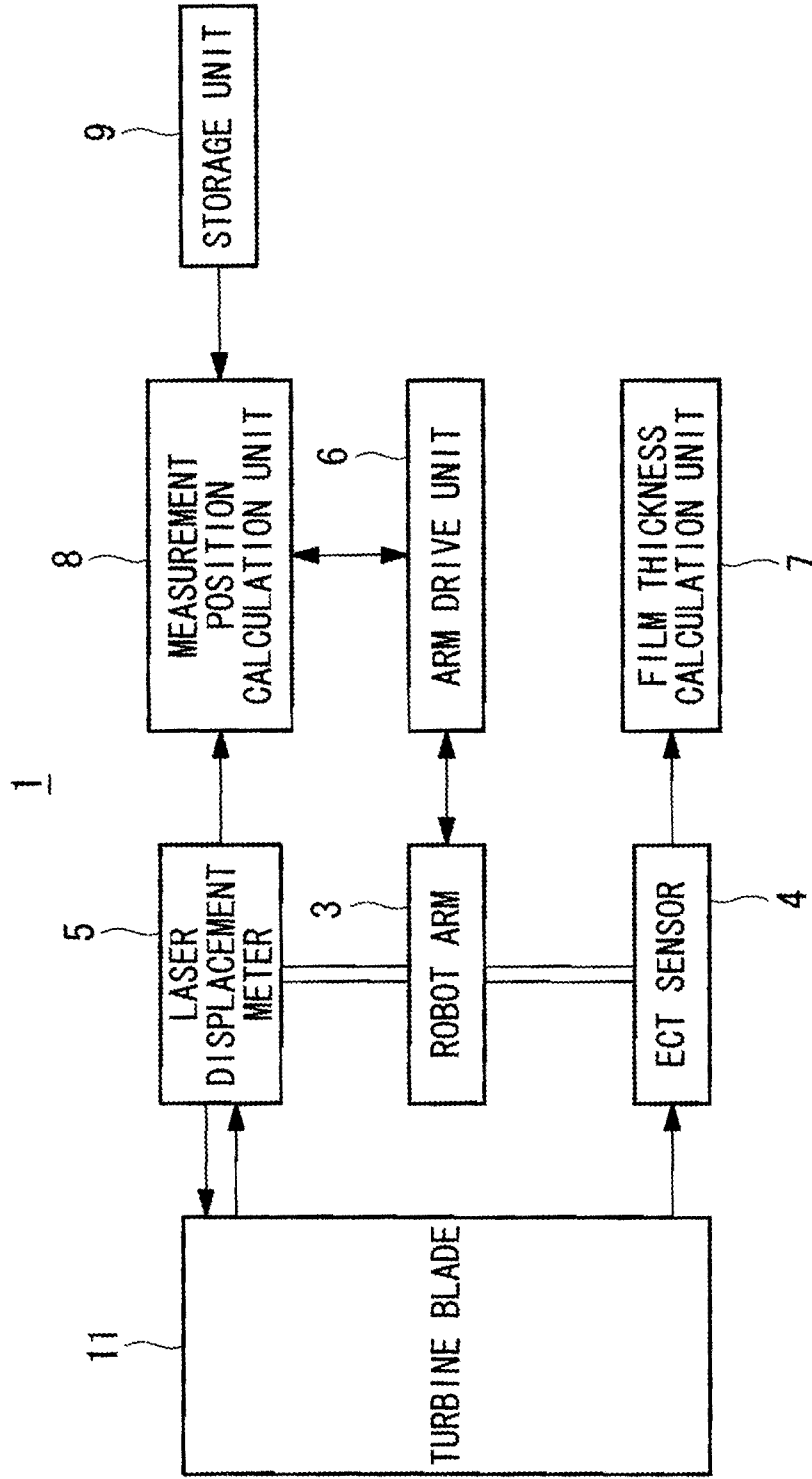 1
11
TURBINE BLADE
5
LASER
DISPLACEMENT
METER
3
ROBOT ARM
4
ECT SENSOR
8
MEASUREMENT
POSITION
CALCULATION UNIT
6
ARM DRIVE UNIT
7
FILM THICKNESS
CALCULATION UNIT
9
STORAGE UNIT